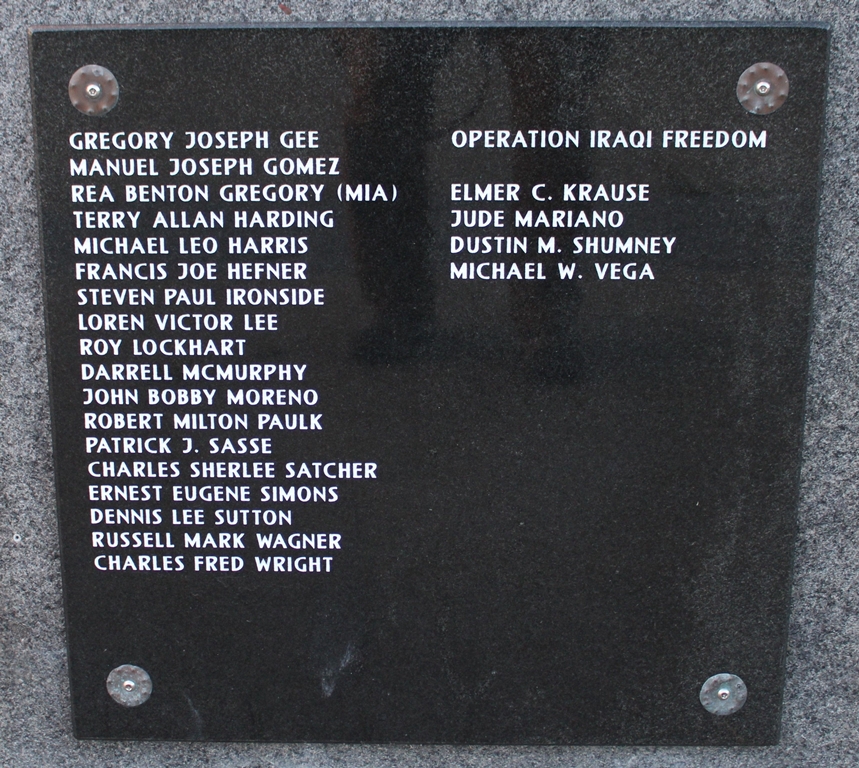 GREGORY JOSEPH GEE
MANUEL JOSEPH GOMEZ
REA BENTON GREGORY (MIA)
TERRY ALLAN HARDING
MICHAEL LEO HARRIS
FRANCIS JOE HEFNER
STEVEN PAUL IRONSIDE
LOREN VICTOR LEE
ROY LOCKHART
DARRELL MCMURPHY
JOHN BOBBY MORENO
ROBERT MILTON PAULK
PATRICK J. SASSE
CHARLES SHERLEE SATCHER
ERNEST EUGENE SIMONS
DENNIS LEE SUTTON
RUSSELL MARK WAGNER
CHARLES FRED WRIGHT
OPERATION IRAQI FREEDOM
ELMER C. KRAUSE
JUDE MARIANO
DUSTIN M. SHUMNEY
MICHAEL W. VEGA